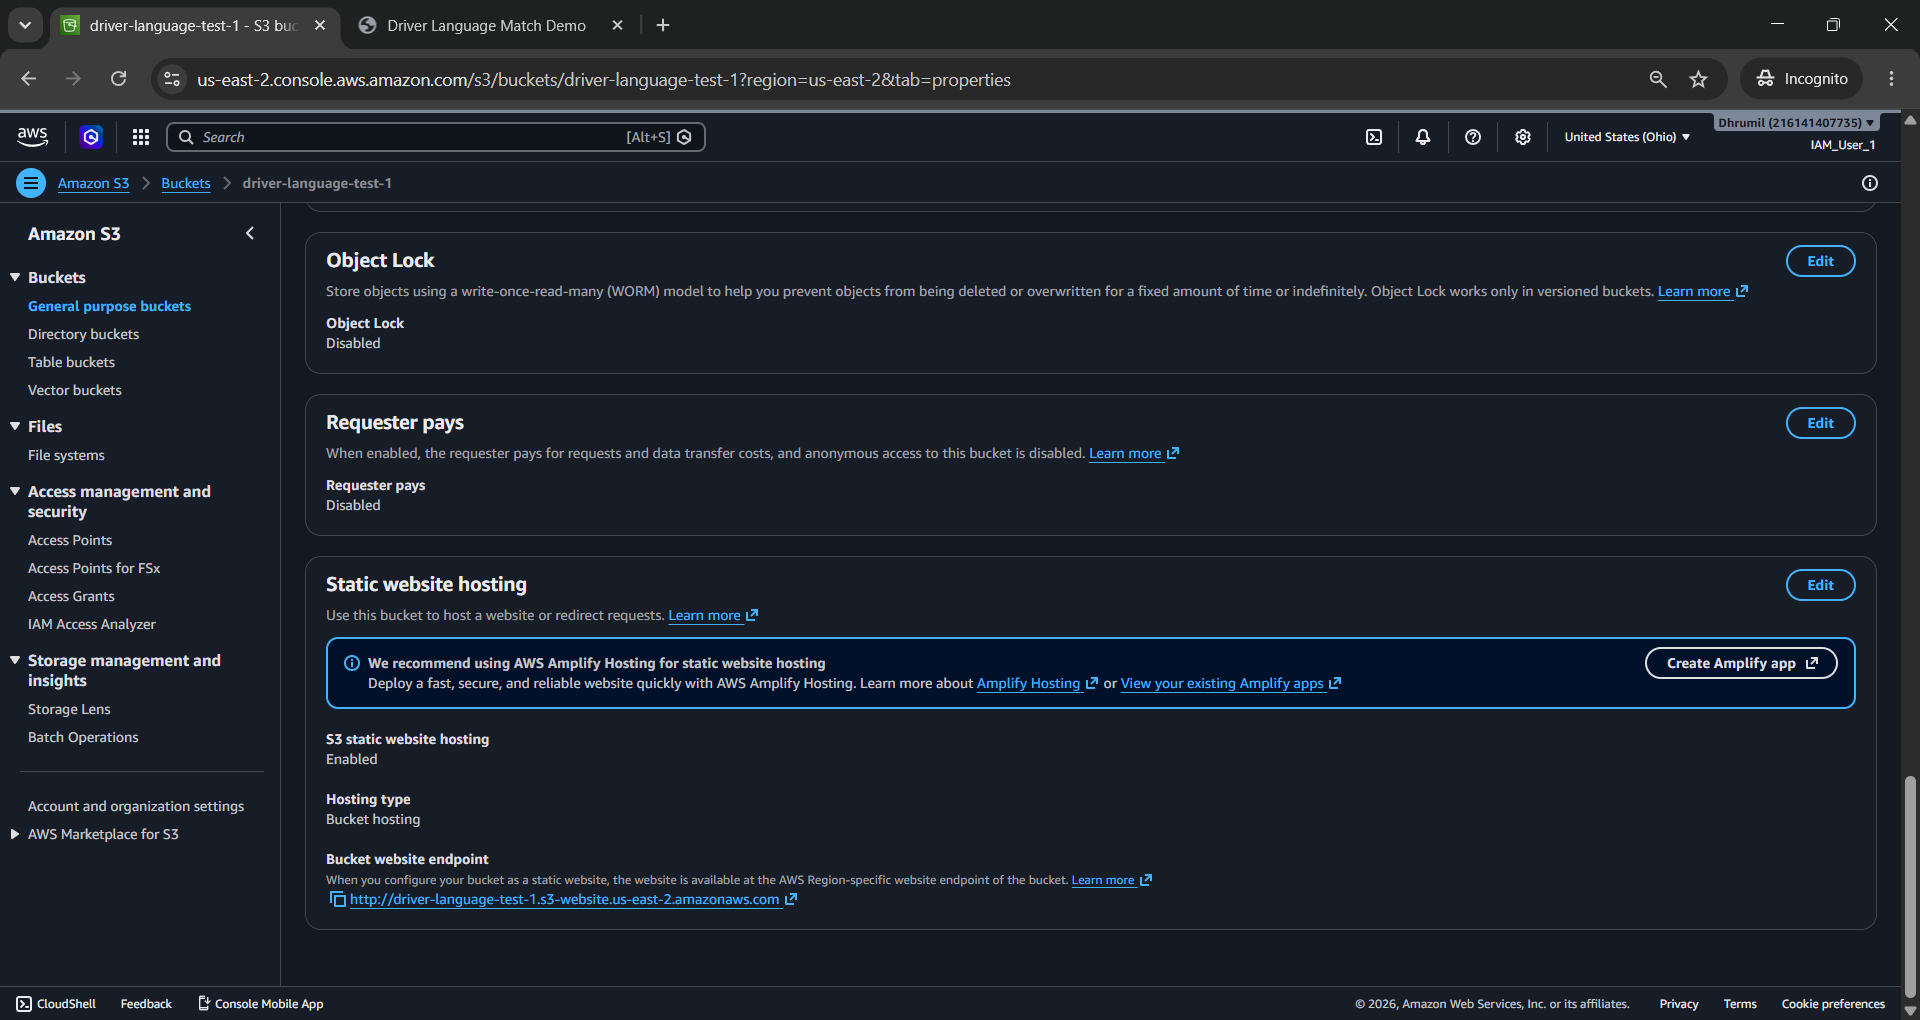 driver-language-test-1 - S3 buc
Driver Language Match Demo
us-east-2.console.aws.amazon.com/s3/buckets/driver-language-test-1?region=us-east-2&tab=properties
Incognito
aws
Search
[Alt+S]
United States (Ohio)
Dhrumil (216141407735)
IAM_User_1
Amazon S3
Buckets
driver-language-test-1
Amazon S3
Buckets
General purpose buckets
Directory buckets
Table buckets
Vector buckets
Files
File systems
Access management and
security
Access Points
Access Points for FSx
Access Grants
IAM Access Analyzer
Storage management and
insights
Storage Lens
Batch Operations
Account and organization settings
AWS Marketplace for S3
Object Lock
Edit
Store objects using a write-once-read-many (WORM) model to help you prevent objects from being deleted or overwritten for a fixed amount of time or indefinitely. Object Lock works only in versioned buckets. Learn more
Object Lock
Disabled
Requester pays
Edit
When enabled, the requester pays for requests and data transfer costs, and anonymous access to this bucket is disabled. Learn more
Requester pays
Disabled
Static website hosting
Edit
Use this bucket to host a website or redirect requests. Learn more
We recommend using AWS Amplify Hosting for static website hosting
Deploy a fast, secure, and reliable website quickly with AWS Amplify Hosting. Learn more about Amplify Hosting or View your existing Amplify apps
Create Amplify app
S3 static website hosting
Enabled
Hosting type
Bucket hosting
Bucket website endpoint
When you configure your bucket as a static website, the website is available at the AWS Region-specific website endpoint of the bucket. Learn more
http://driver-language-test-1.s3-website.us-east-2.amazonaws.com
CloudShell
Feedback
Console Mobile App
© 2026, Amazon Web Services, Inc. or its affiliates.
Privacy
Terms
Cookie preferences